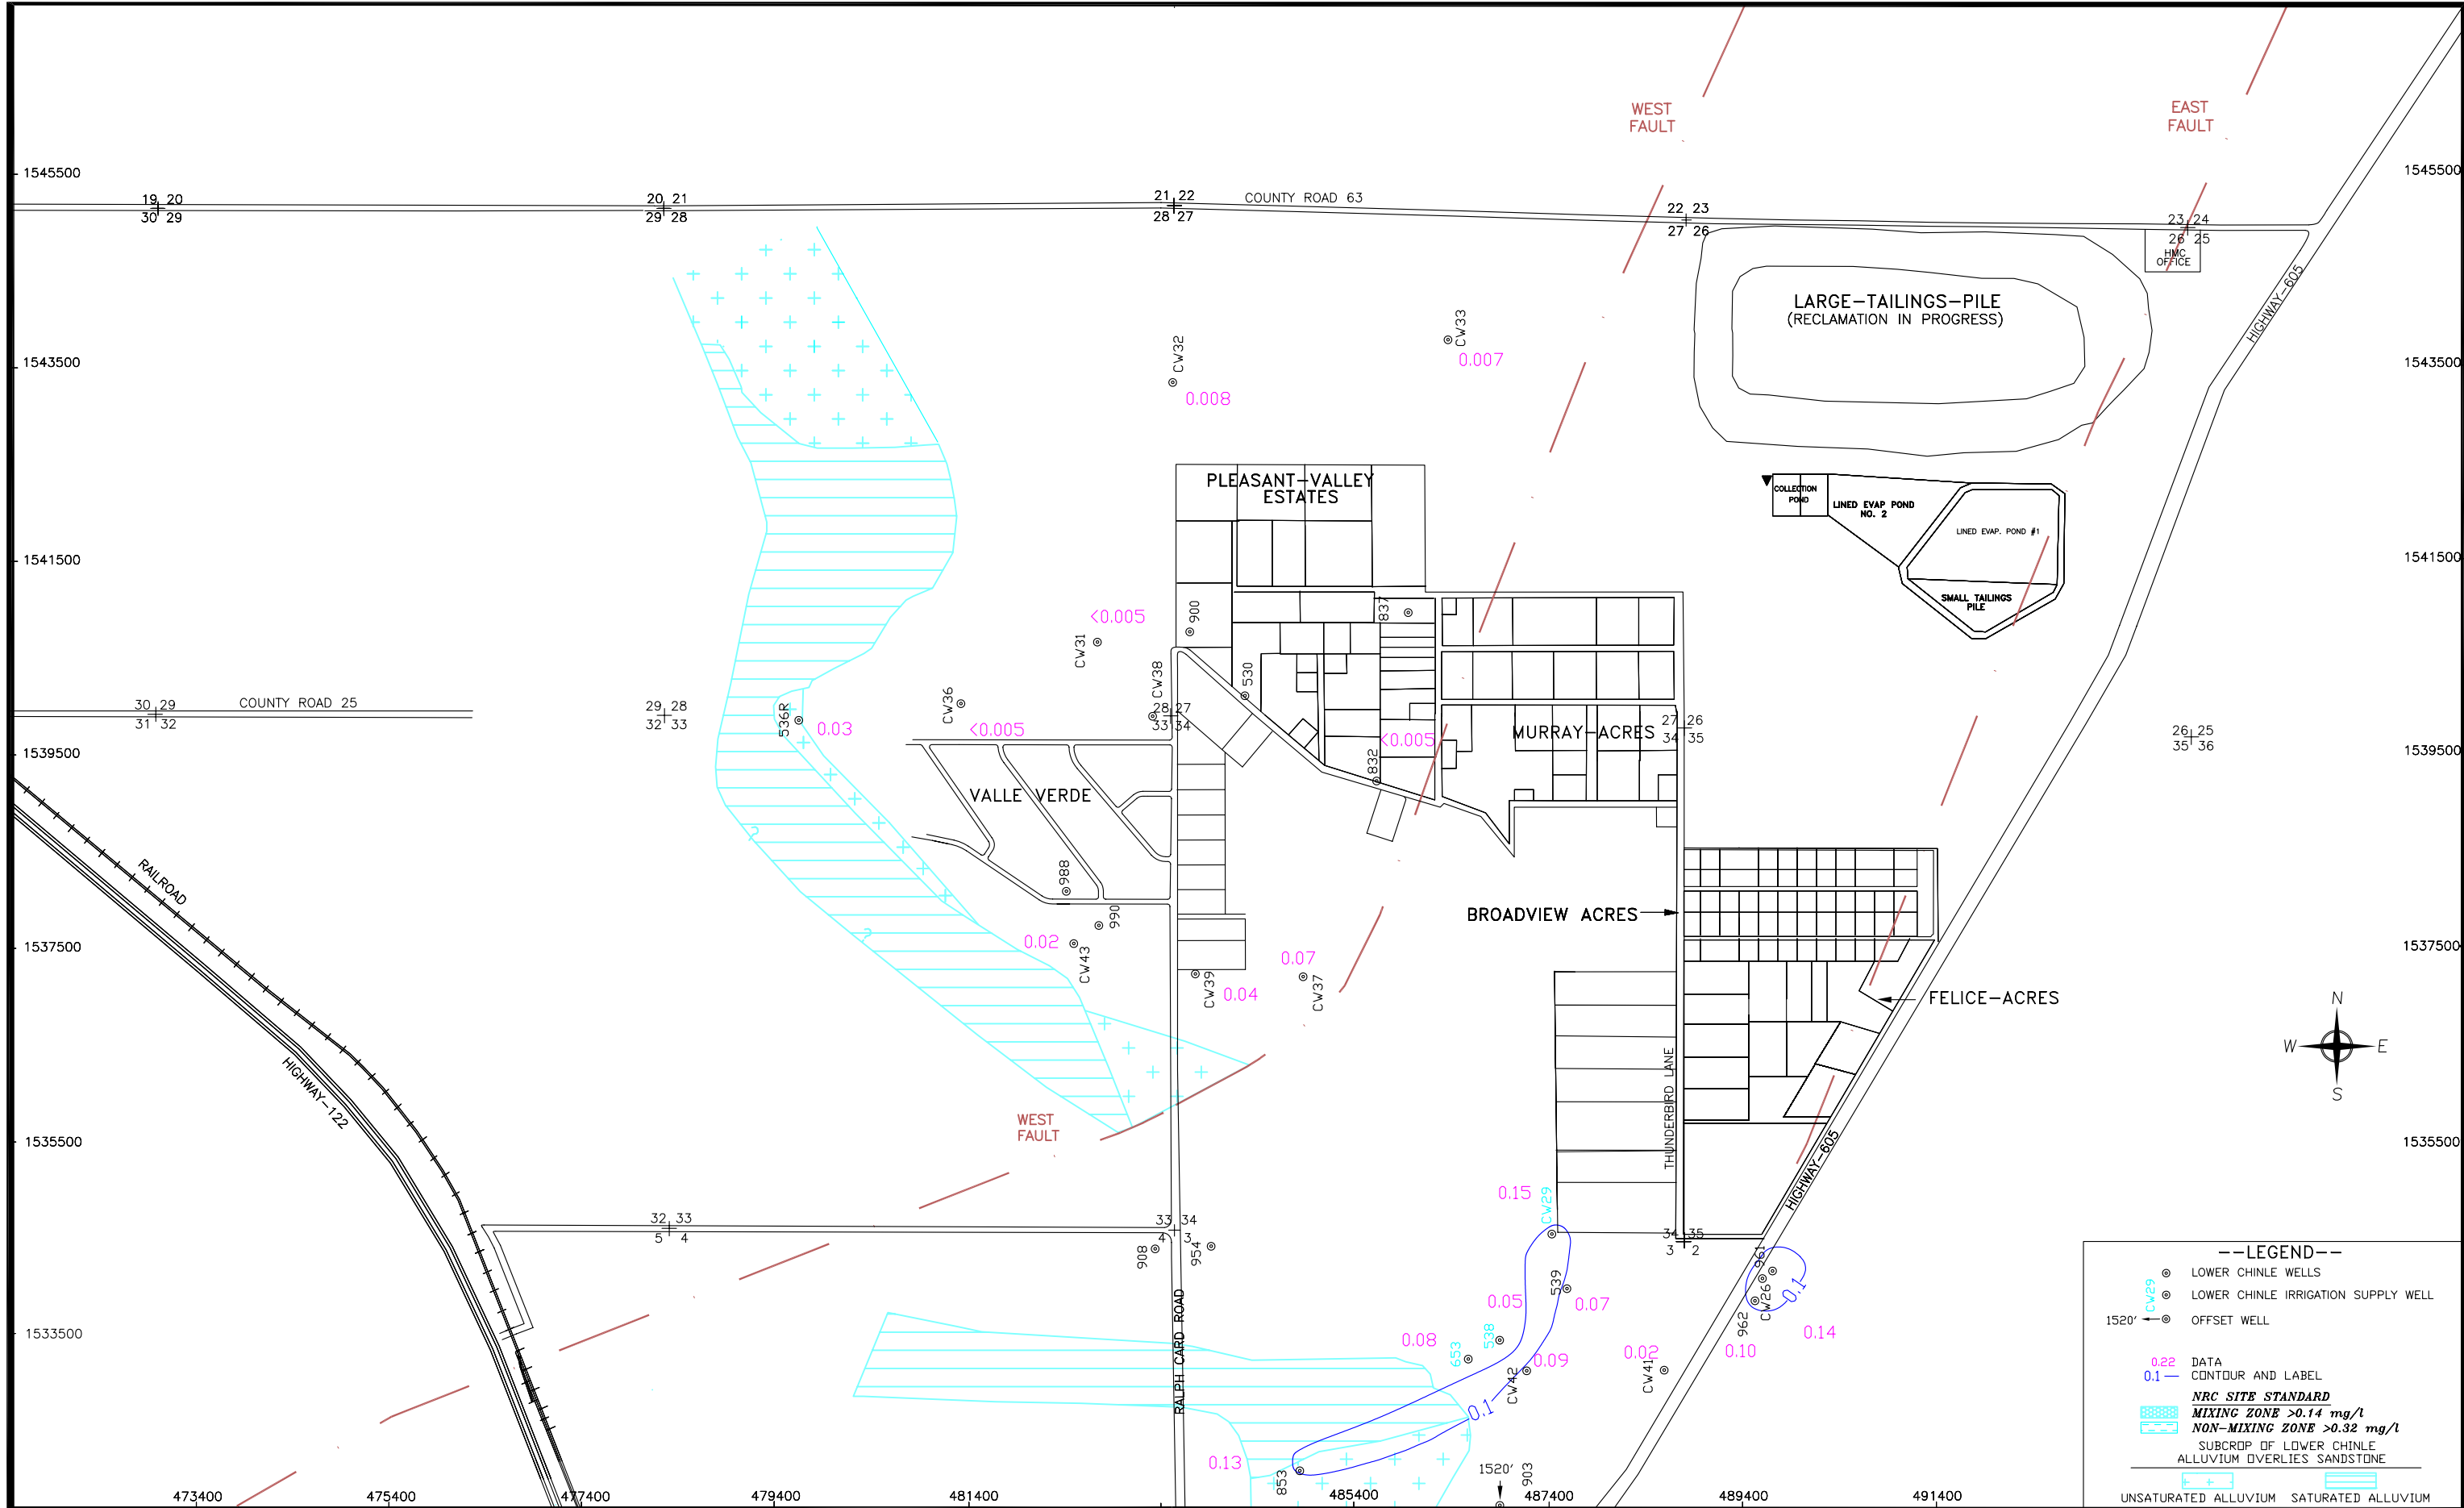 WEST
FAULT
EAST
FAULT
1545500
1545500
19 20
30 29
20 21
29 28
21 22
28 27
COUNTY ROAD 63
22 23
27 26
23 24
26 25
HMC
OFFICE
HIGHWAY-605
LARGE-TAILINGS-PILE
(RECLAMATION IN PROGRESS)
CW33
0.007
CW32
0.008
1543500
1543500
PLEASANT-VALLEY
ESTATES
COLLECTION
POND
LINED EVAP POND
NO. 2
LINED EVAP. POND #1
SMALL TAILINGS
PILE
1541500
1541500
<0.005
CW31
900
837
CW38
530
CW36
<0.005
536R
0.03
30 29
31 32
COUNTY ROAD 25
29 28
32 33
28 27
33 34
27 26
34 35
26 25
35 36
MURRAY-ACRES
<0.005
832
1539500
1539500
VALLE VERDE
?
RAILROAD
988
990
BROADVIEW ACRES
?
0.02
CW43
1537500
1537500
0.07
CW37
CW39
0.04
FELICE-ACRES
N
W E
S
HIGHWAY-122
THUNDERBIRD LANE
WEST
FAULT
1535500
1535500
HIGHWAY-605
0.15
CW29
32 33
5 4
33 34
4 3
34 35
3 2
908
954
961
539
0.05
0.07
CW26
0.1
962
0.14
0.10
RALPH CARD ROAD
1533500
0.08
653
538
0.09
CW42
0.02
CW41
0.1
0.13
853
1520'
903
--LEGEND--
LOWER CHINLE WELLS
CW29
LOWER CHINLE IRRIGATION SUPPLY WELL
1520' OFFSET WELL
0.22 DATA
0.1 CONTOUR AND LABEL
NRC SITE STANDARD
MIXING ZONE >0.14 mg/l
NON-MIXING ZONE >0.32 mg/l
SUBCROP OF LOWER CHINLE
ALLUVIUM OVERLIES SANDSTONE
UNSATURATED ALLUVIUM SATURATED ALLUVIUM
473400
475400
477400
479400
481400
485400
487400
489400
491400